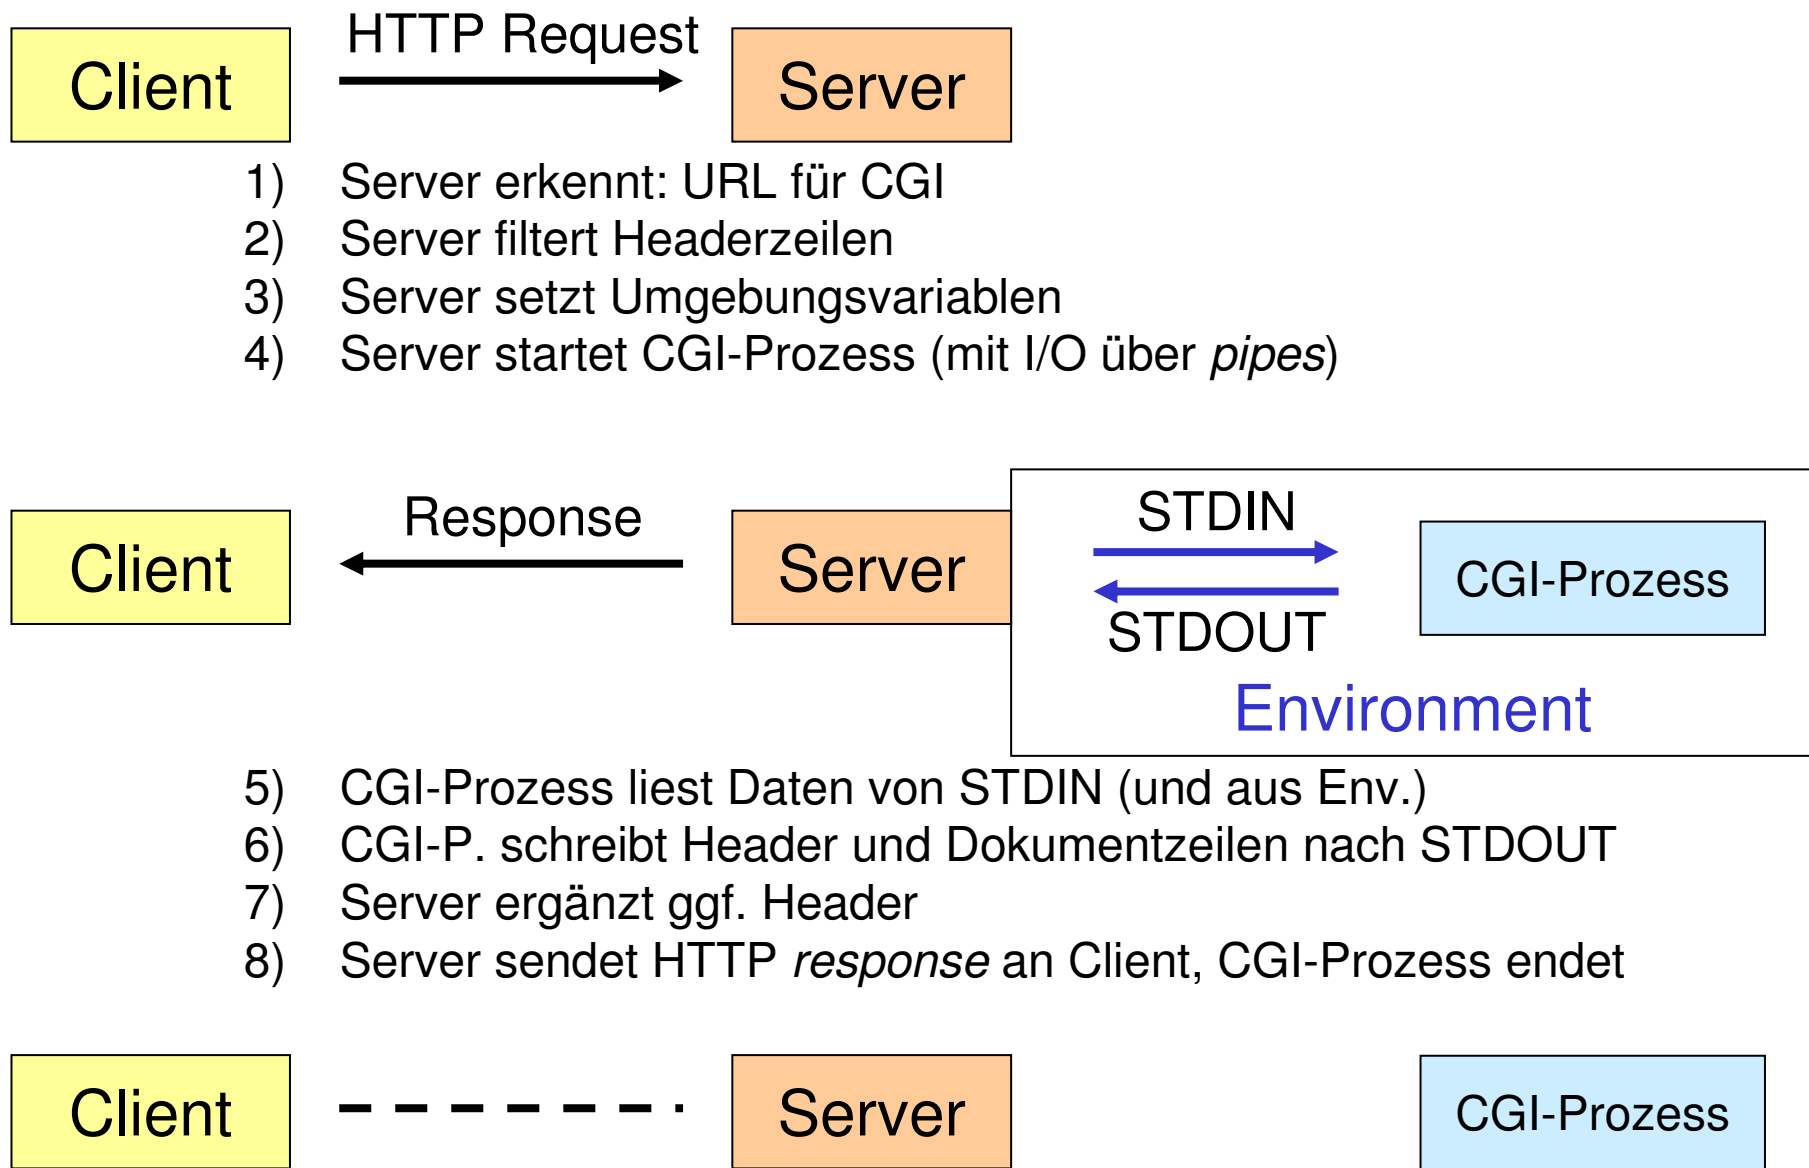 HTTP Request
Client
Server
1) Server erkennt: URL für CGI
2) Server filtert Headerzeilen
3) Server setzt Umgebungsvariablen
4) Server startet CGI-Prozess (mit I/O über pipes)
Response
STDIN
Client
Server
CGI-Prozess
STDOUT
Environment
5) CGI-Prozess liest Daten von STDIN (und aus Env.)
6) CGI-P. schreibt Header und Dokumentzeilen nach STDOUT
7) Server ergänzt ggf. Header
8) Server sendet HTTP response an Client, CGI-Prozess endet
Client
Server
CGI-Prozess